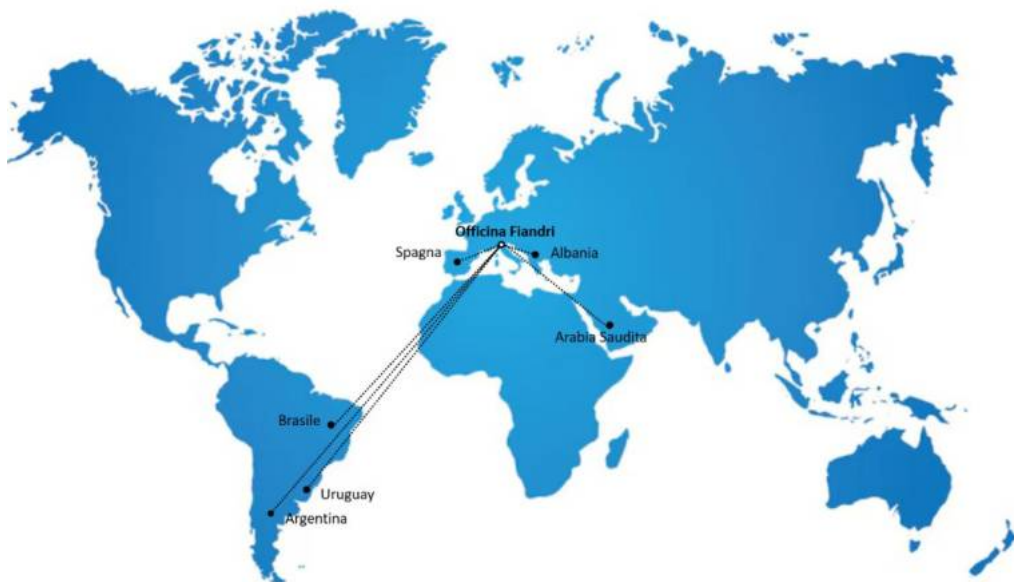 Officina Fiandri
Spagna
Albania
Arabia Saudita
Brasile
Uruguay
Argentina